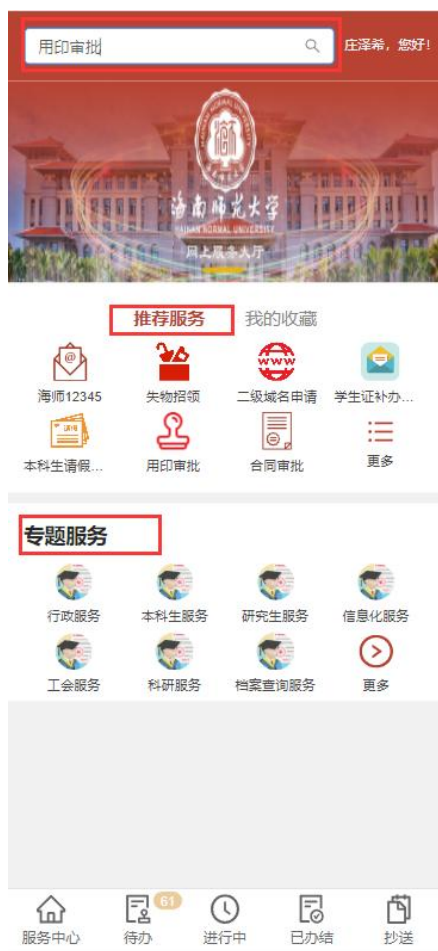 用印审批
庄泽希，您好！
海南师范大学
HAINAN NORMAL UNIVERSITY
网上服务大厅
推荐服务 我的收藏
海师12345 失物招领 二级域名申请 学生证补办...
本科生请假... 用印审批 合同审批 更多
专题服务
行政服务 本科生服务 研究生服务 信息化服务
工会服务 科研服务 档案查询服务 更多
61
服务中心 待办 进行中 已办结 抄送